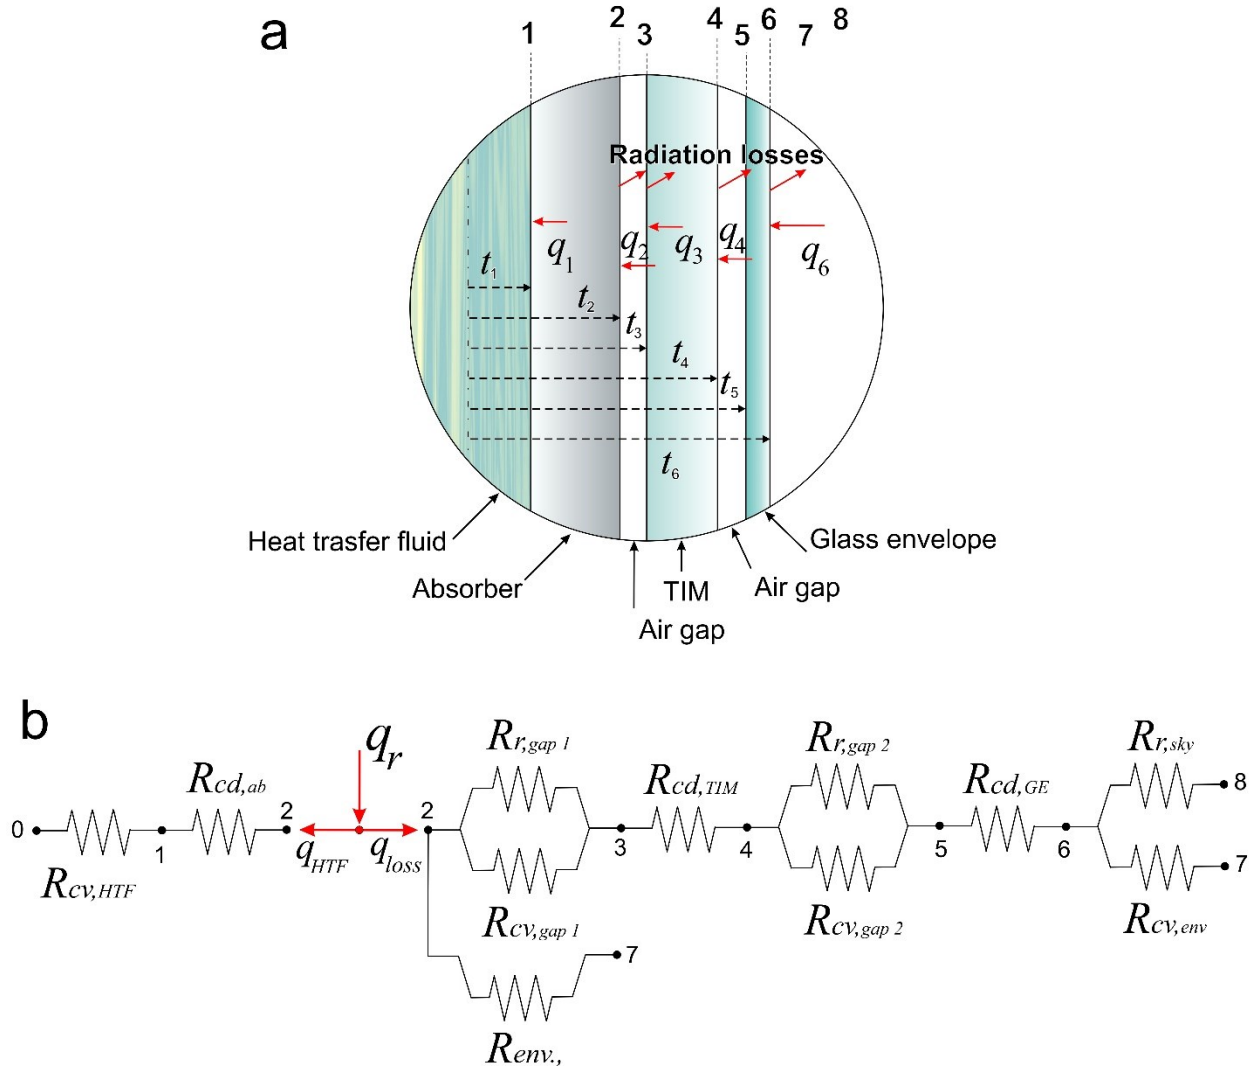 a
1 2 3 4 5 6 7 8
Radiation losses
q1 q2 q3 q4 q6
t1
t2
t3
t4
t5
t6
Heat trasfer fluid
Absorber
Air gap
TIM
Air gap
Glass envelope
b
qr
Rr,gap 1
Rr,gap 2
Rr,sky
Rcd,ab
Rcd,TIM
Rcd,GE
0 1 2 2 3 4 5 6 8
qHTF qloss
7
Rcv,HTF
Rcv,gap 1
Rcv,gap 2
Rcv,env
7
Renv.,